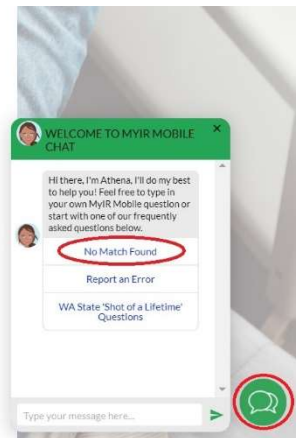 WELCOME TO MYIR MOBILE
CHAT
×
Hi there, I'm Athena, I'll do my best
to help you! Feel free to type in
your own MyIR Mobile question or
start with one of our frequently
asked questions below.
No Match Found
Report an Error
WA State 'Shot of a Lifetime'
Questions
Type your message here...